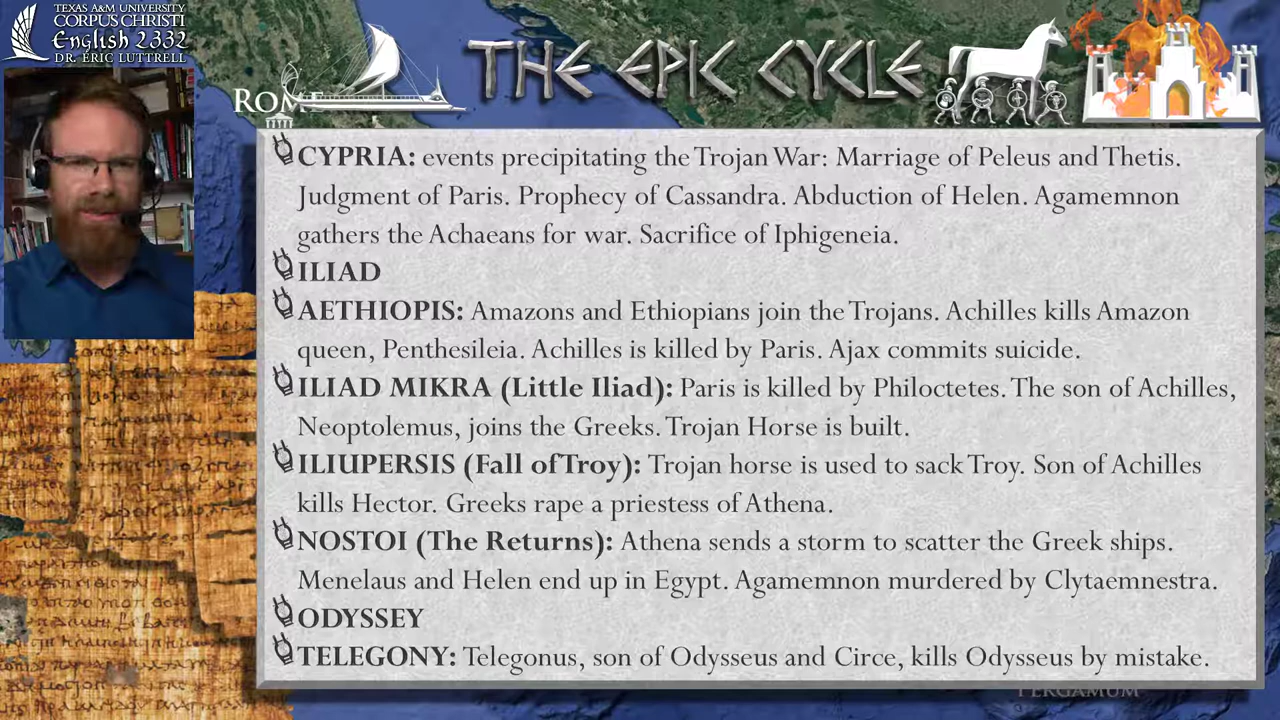 TEXAS A&M UNIVERSITY
CORPUS CHRISTI
English 2332
DR. ERIC LUTTRELL
THE EPIC CYCLE
ROME
CYPRIA: events precipitating the Trojan War: Marriage of Peleus and Thetis.
Judgment of Paris. Prophecy of Cassandra. Abduction of Helen. Agamemnon
gathers the Achaeans for war. Sacrifice of Iphigeneia.
ILIAD
AETHIOPIS: Amazons and Ethiopians join the Trojans. Achilles kills Amazon
queen, Penthesileia. Achilles is killed by Paris. Ajax commits suicide.
ILIAD MIKRA (Little Iliad): Paris is killed by Philoctetes. The son of Achilles,
Neoptolemus, joins the Greeks. Trojan Horse is built.
ILIUPERSIS (Fall of Troy): Trojan horse is used to sack Troy. Son of Achilles
kills Hector. Greeks rape a priestess of Athena.
NOSTOI (The Returns): Athena sends a storm to scatter the Greek ships.
Menelaus and Helen end up in Egypt. Agamemnon murdered by Clytaemnestra.
ODYSSEY
TELEGONY: Telegonus, son of Odysseus and Circe, kills Odysseus by mistake.
PERGAMUM